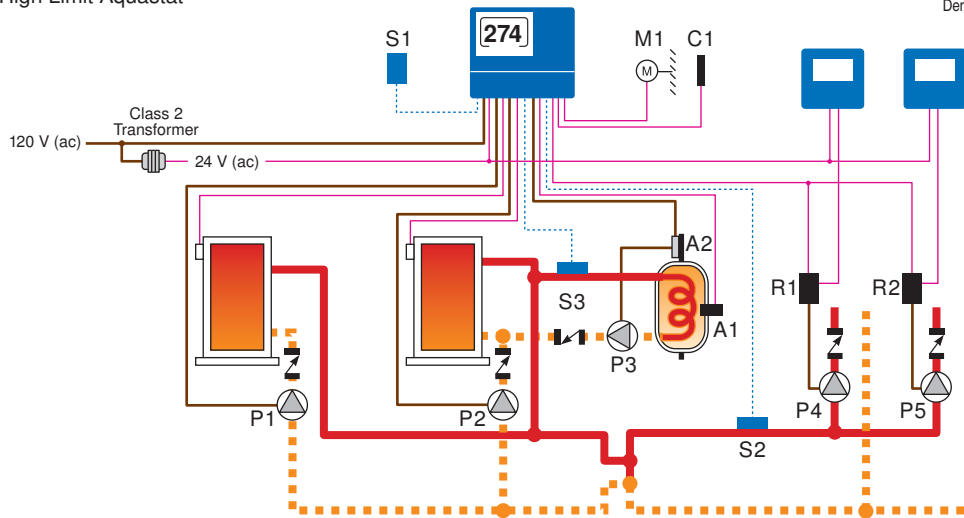 High Limit Aquastat
Der
S1
274
M1
C1
M
Class 2
Transformer
120 V (ac)
24 V (ac)
A2
S3
R1
R2
A1
P3
P1
P2
P4
P5
S2